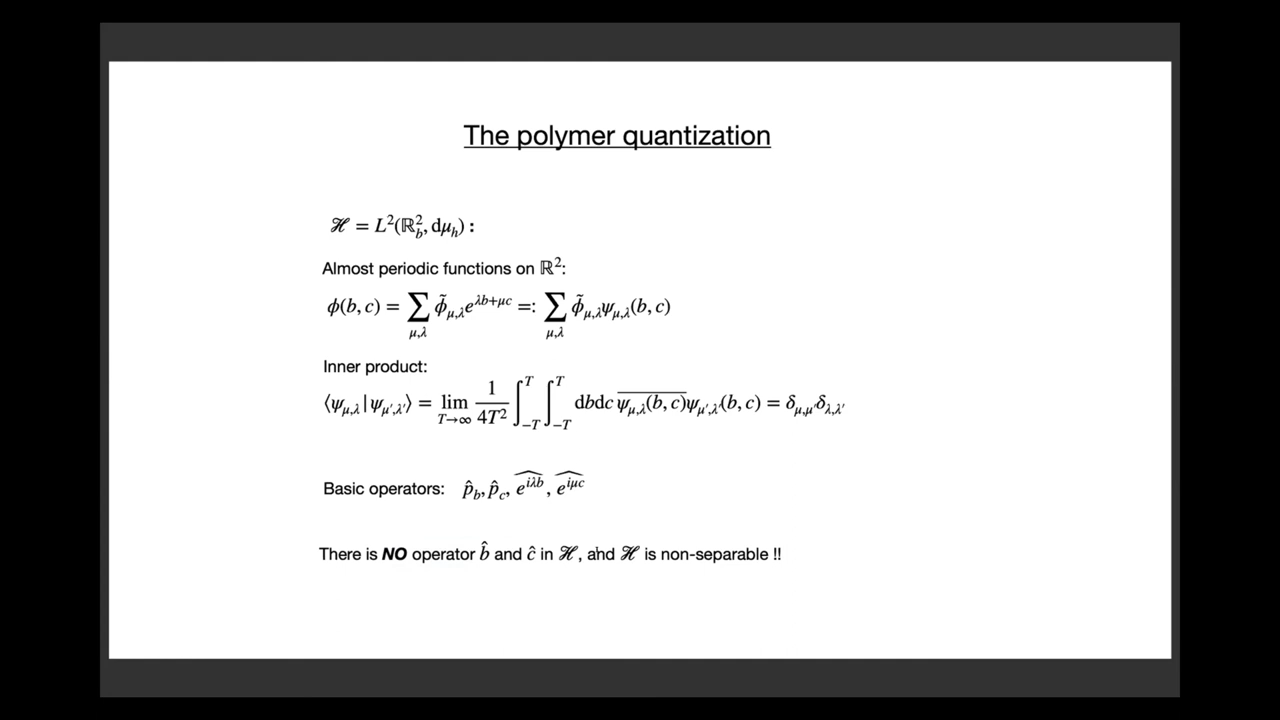 The polymer quantization
ℋ = L²(ℝ²_b, dμ_h) :
Almost periodic functions on ℝ²:
ϕ(b, c) = ∑_{μ,λ} ϕ̃_{μ,λ} e^{λb+μc} =: ∑_{μ,λ} ϕ̃_{μ,λ} ψ_{μ,λ}(b, c)
Inner product:
⟨ψ_{μ,λ} | ψ_{μ′,λ′}⟩ = lim_{T→∞} 1/4T² ∫_{−T}^{T} ∫_{−T}^{T} dbdc \overline{ψ_{μ,λ}(b, c)} ψ_{μ′,λ′}(b, c) = δ_{μ,μ′} δ_{λ,λ′}
Basic operators: p̂_b, p̂_c, \widehat{e^{iλb}}, \widehat{e^{iμc}}
There is NO operator b̂ and ĉ in ℋ, and ℋ is non-separable !!